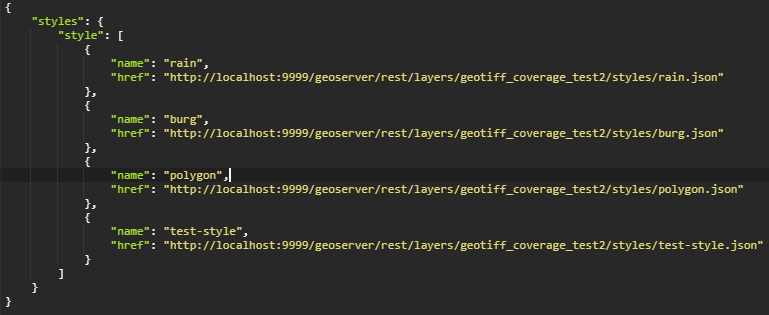 {
    "styles": {
        "style": [
            {
                "name": "rain",
                "href": "http://localhost:9999/geoserver/rest/layers/geotiff_coverage_test2/styles/rain.json"
            },
            {
                "name": "burg",
                "href": "http://localhost:9999/geoserver/rest/layers/geotiff_coverage_test2/styles/burg.json"
            },
            {
                "name": "polygon",
                "href": "http://localhost:9999/geoserver/rest/layers/geotiff_coverage_test2/styles/polygon.json"
            },
            {
                "name": "test-style",
                "href": "http://localhost:9999/geoserver/rest/layers/geotiff_coverage_test2/styles/test-style.json"
            }
        ]
    }
}